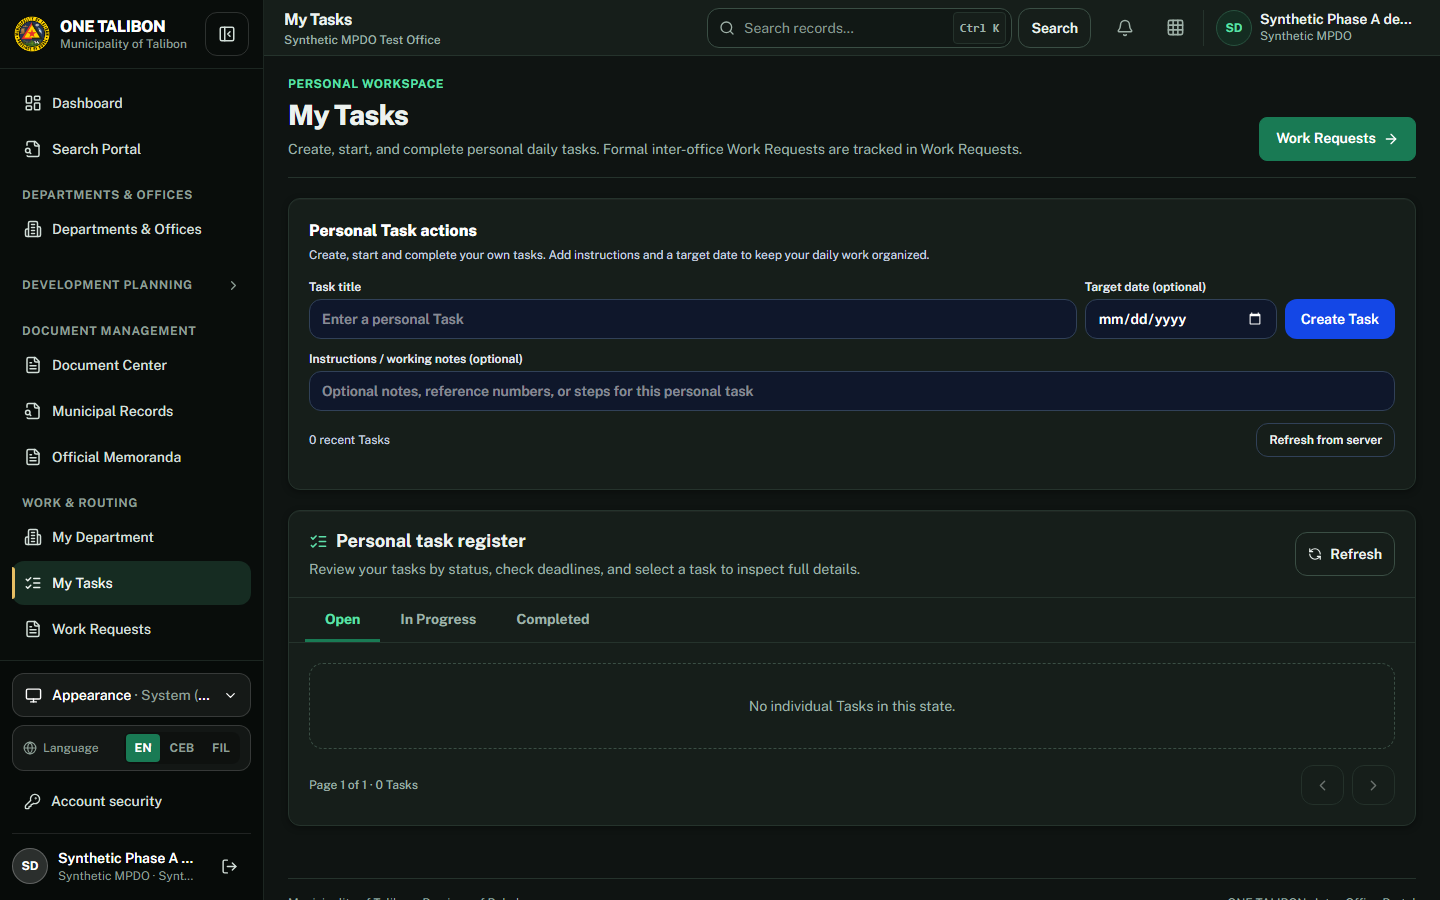 ONE TALIBON
Municipality of Talibon
Dashboard
Search Portal
DEPARTMENTS & OFFICES
Departments & Offices
DEVELOPMENT PLANNING
DOCUMENT MANAGEMENT
Document Center
Municipal Records
Official Memoranda
WORK & ROUTING
My Department
My Tasks
Work Requests
Appearance · System (...
Language EN CEB FIL
Account security
SD
Synthetic Phase A ...
Synthetic MPDO · Synt...
My Tasks
Synthetic MPDO Test Office
Search records... Ctrl K
Search
SD
Synthetic Phase A de...
Synthetic MPDO
PERSONAL WORKSPACE
My Tasks
Create, start, and complete personal daily tasks. Formal inter-office Work Requests are tracked in Work Requests.
Work Requests
Personal Task actions
Create, start and complete your own tasks. Add instructions and a target date to keep your daily work organized.
Task title
Target date (optional)
Enter a personal Task
mm/dd/yyyy
Create Task
Instructions / working notes (optional)
Optional notes, reference numbers, or steps for this personal task
0 recent Tasks
Refresh from server
Personal task register
Review your tasks by status, check deadlines, and select a task to inspect full details.
Refresh
Open In Progress Completed
No individual Tasks in this state.
Page 1 of 1 · 0 Tasks